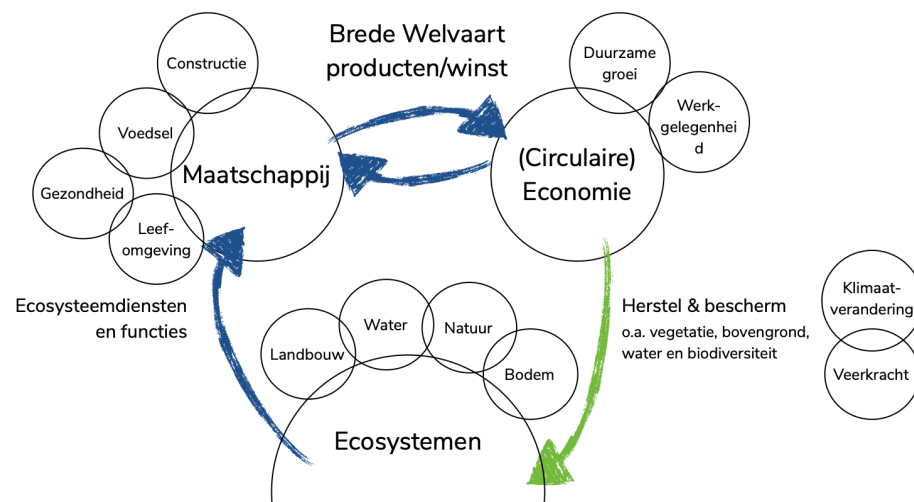 Constructie
Voedsel
Gezondheid
Leef-
omgeving
Maatschappij
Brede Welvaart
producten/winst
Duurzame
groei
Werk-
gelegenhei
d
(Circulaire)
Economie
Ecosysteemdiensten
en functies
Landbouw
Water
Natuur
Bodem
Ecosystemen
Herstel & bescherm
o.a. vegetatie, bovengrond,
water en biodiversiteit
Klimaat-
verandering
Veerkracht